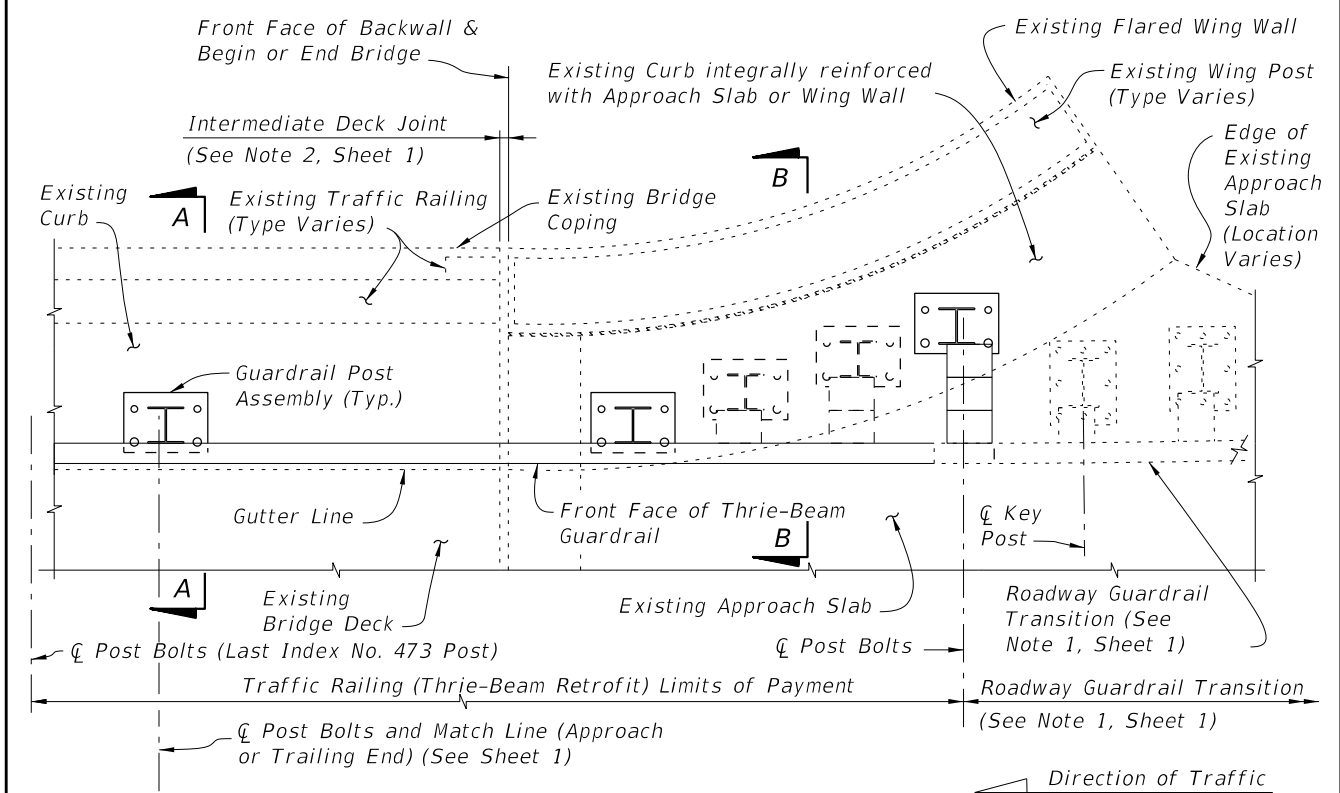 Front Face of Backwall &
Begin or End Bridge
Existing Flared Wing Wall
Existing Curb integrally reinforced
with Approach Slab or Wing Wall
Existing Wing Post
(Type Varies)
Intermediate Deck Joint
(See Note 2, Sheet 1)
Edge of
Existing
Approach
Slab
(Location
Varies)
Existing
Curb
A
Existing Traffic Railing
(Type Varies)
Existing Bridge
Coping
B
Guardrail Post
Assembly (Typ.)
Gutter Line
Front Face of Thrie-Beam
Guardrail
B
℄ Key
Post
A
Existing
Bridge Deck
Existing Approach Slab
Roadway Guardrail
Transition (See
Note 1, Sheet 1)
℄ Post Bolts (Last Index No. 473 Post)
℄ Post Bolts
Traffic Railing (Thrie-Beam Retrofit) Limits of Payment
Roadway Guardrail Transition
(See Note 1, Sheet 1)
℄ Post Bolts and Match Line (Approach
or Trailing End) (See Sheet 1)
Direction of Traffic